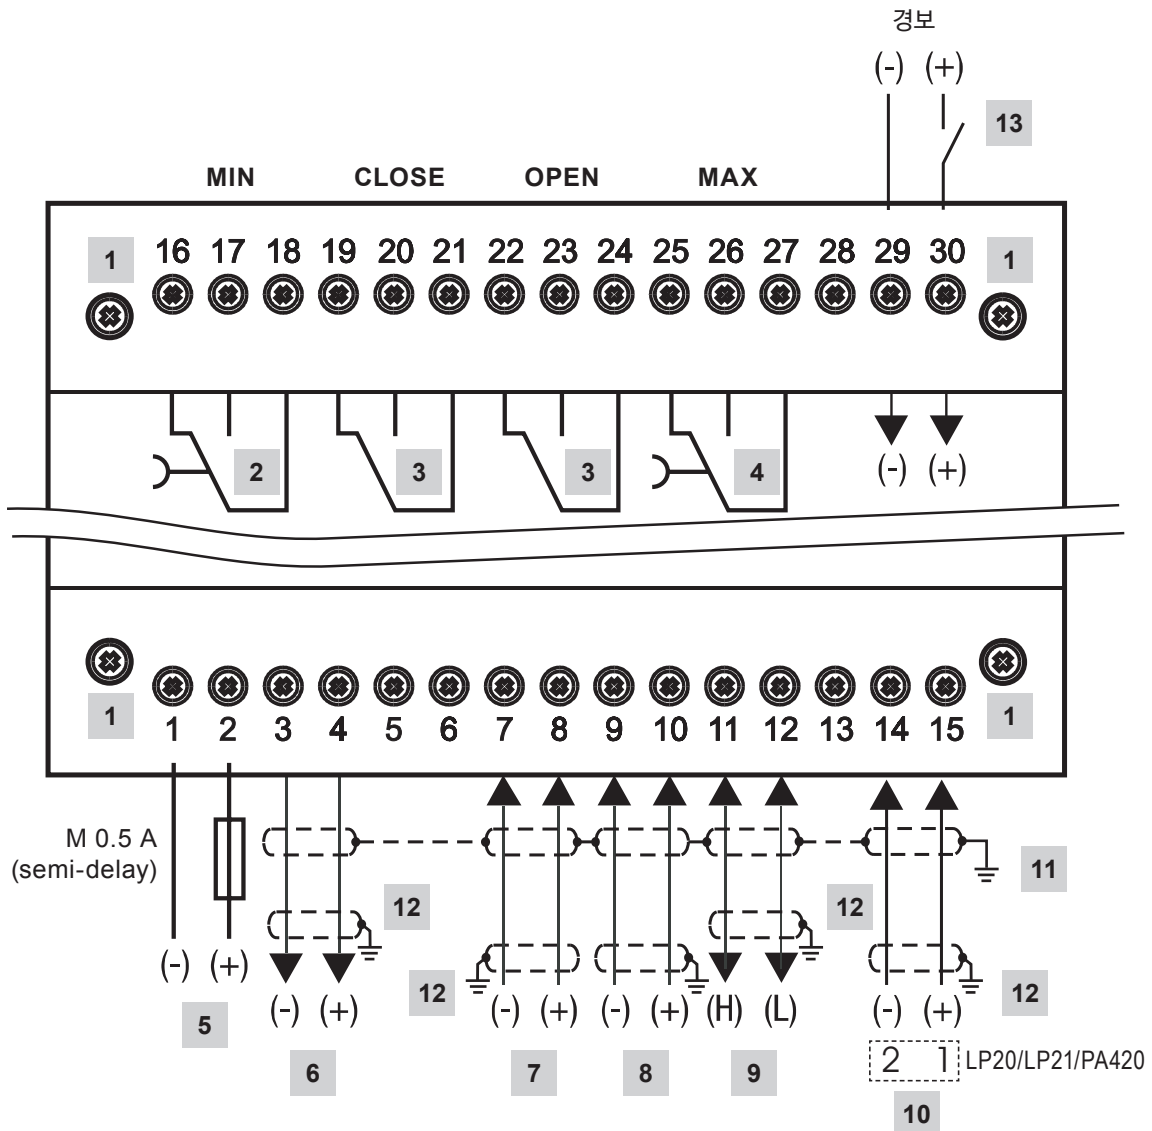 경보
(-) (+)
13
MIN CLOSE OPEN MAX
1 16 17 18 19 20 21 22 23 24 25 26 27 28 29 30 1
2 3 3 4
(-) (+)
1 1 2 3 4 5 6 7 8 9 10 11 12 13 14 15 1
M 0.5 A
(semi-delay)
11
12 12
(-) (+)
12 12
5
(-) (+) (-) (+) (-) (+) (H) (L) (-) (+)
2 1 LP20/LP21/PA420
6 7 8 9
10